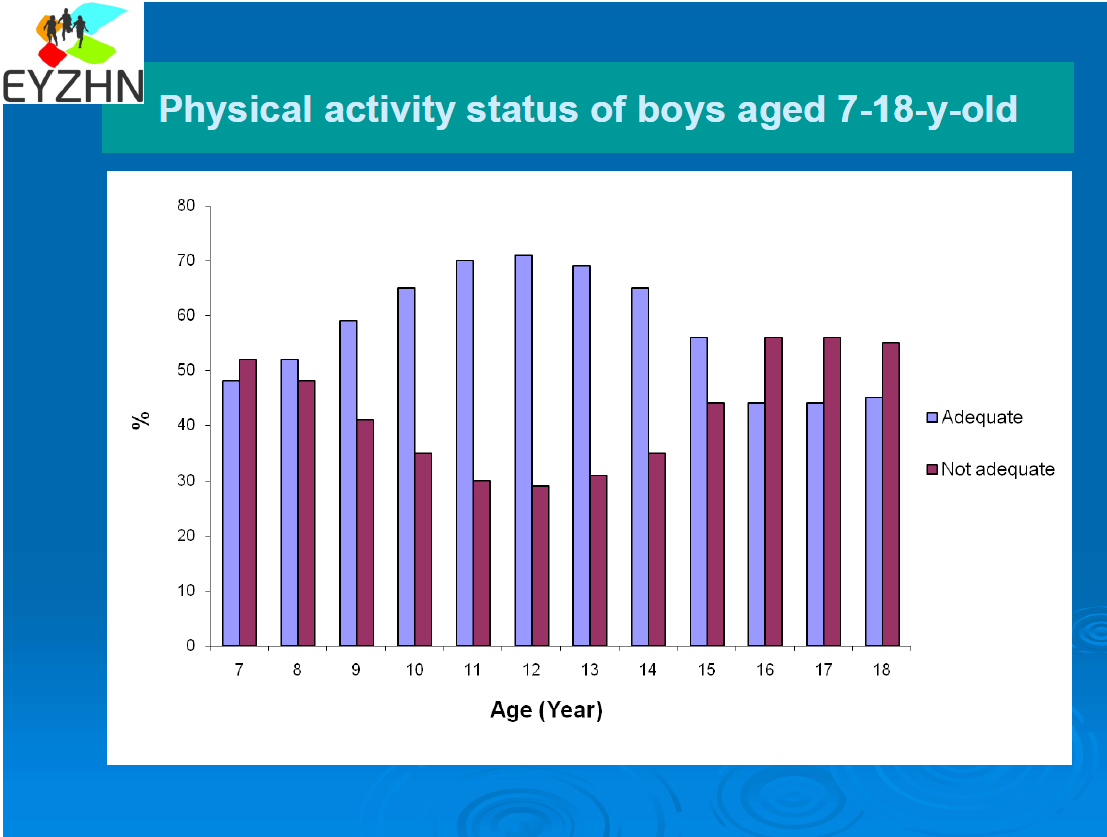 EYZHN
Physical activity status of boys aged 7-18-y-old
80
70
60
50
40
30
20
10
0
%
7 8 9 10 11 12 13 14 15 16 17 18
Age (Year)
Adequate
Not adequate